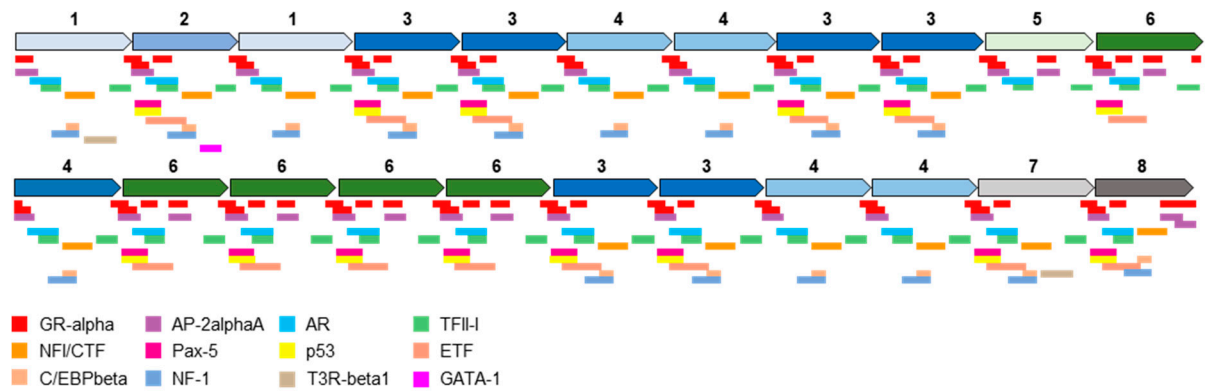 1 2 1 3 3 4 4 3 3 5 6
4 6 6 6 6 3 3 4 4 7 8
GR-alpha AP-2alphaA AR TFII-I
NFI/CTF Pax-5 p53 ETF
C/EBPbeta NF-1 T3R-beta1 GATA-1